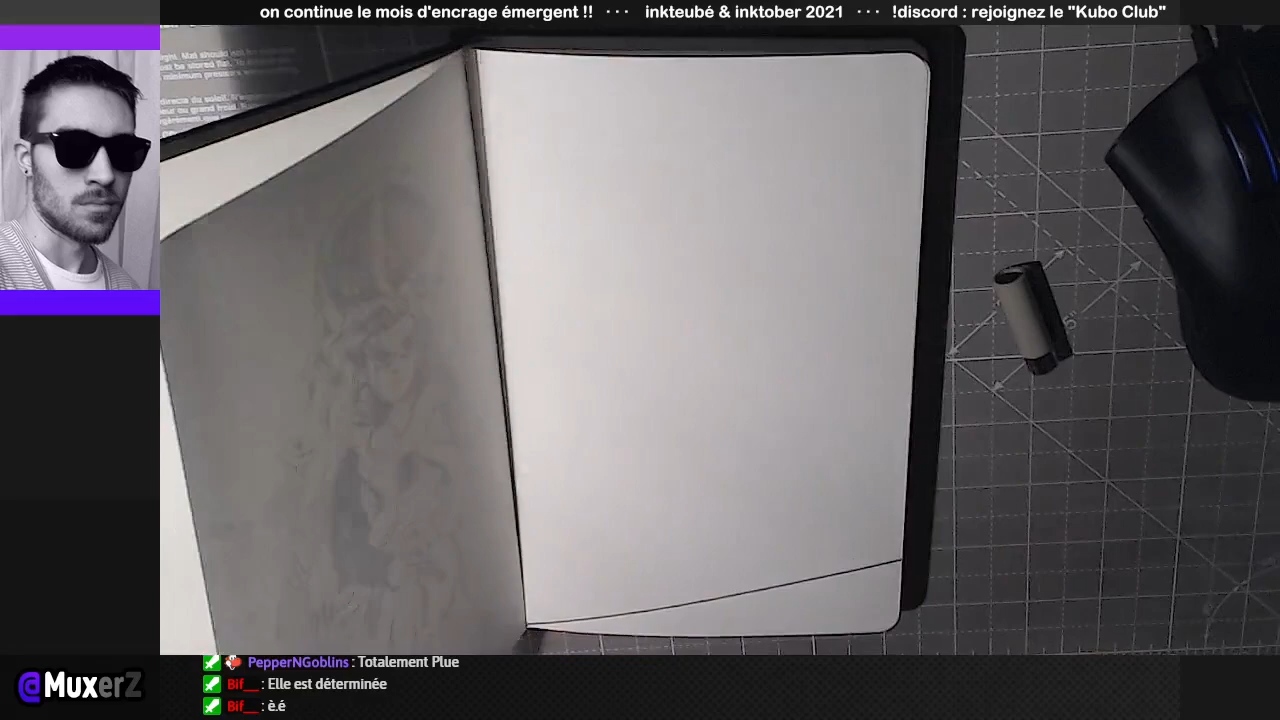 on continue le mois d'encrage émergent !! ··· inkteubé & inktober 2021 ··· !discord : rejoignez le "Kubo Club"
@MuxerZ
PepperNGoblins : Totalement Plue
Bif__ : Elle est déterminée
Bif__ : è.é